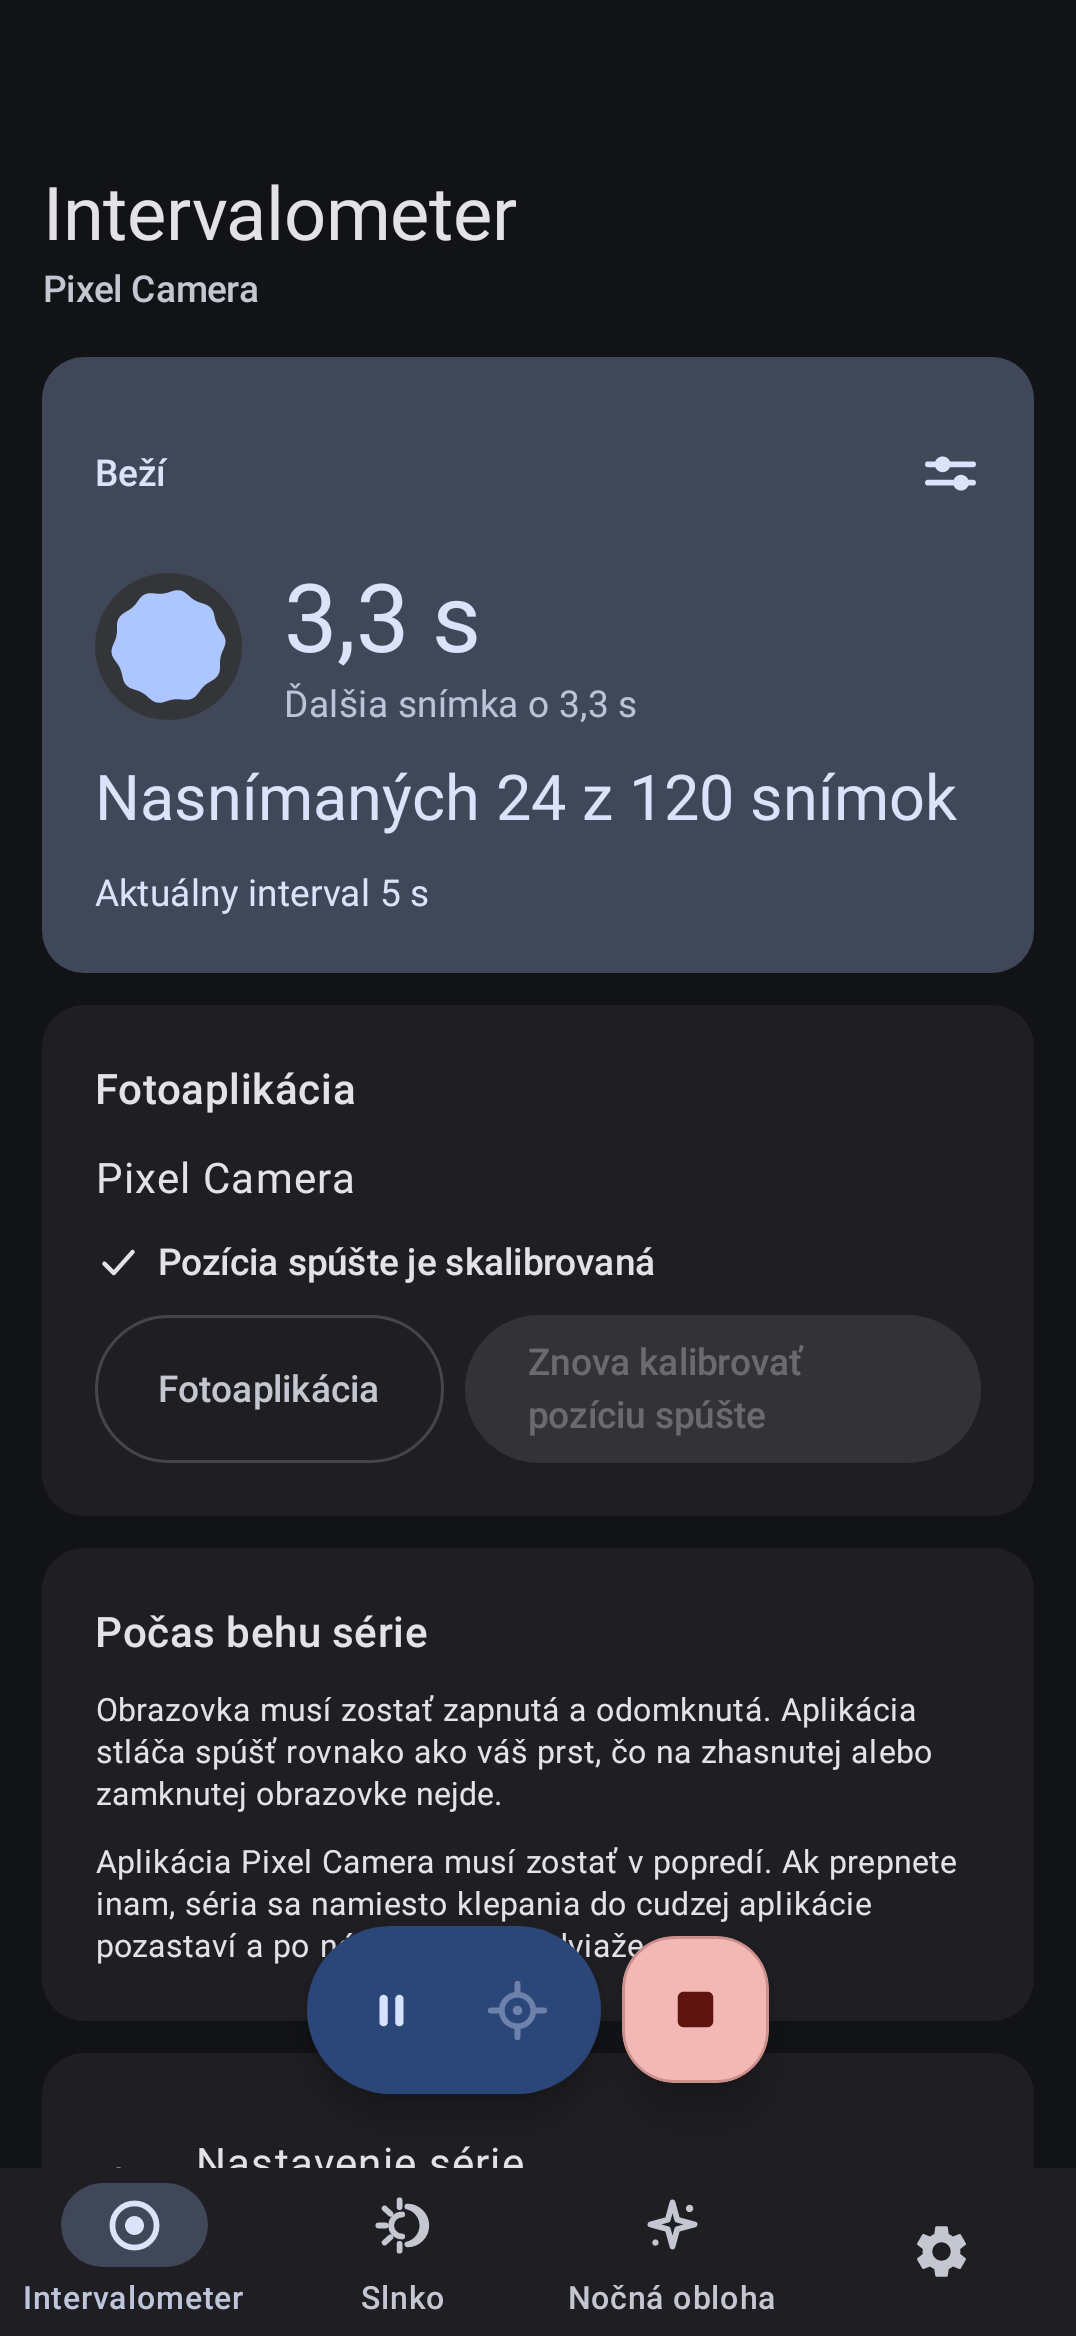 Intervalometer
Pixel Camera
Beží
3,3 s
Ďalšia snímka o 3,3 s
Nasnímaných 24 z 120 snímok
Aktuálny interval 5 s
Fotoaplikácia
Pixel Camera
Pozícia spúšte je skalibrovaná
Fotoaplikácia
Znova kalibrovať
pozíciu spúšte
Počas behu série
Obrazovka musí zostať zapnutá a odomknutá. Aplikácia
stláča spúšť rovnako ako váš prst, čo na zhasnutej alebo
zamknutej obrazovke nejde.
Aplikácia Pixel Camera musí zostať v popredí. Ak prepnete
inam, séria sa namiesto klepania do cudzej aplikácie
pozastaví a po
Nastavenie série
Intervalometer
Slnko
Nočná obloha